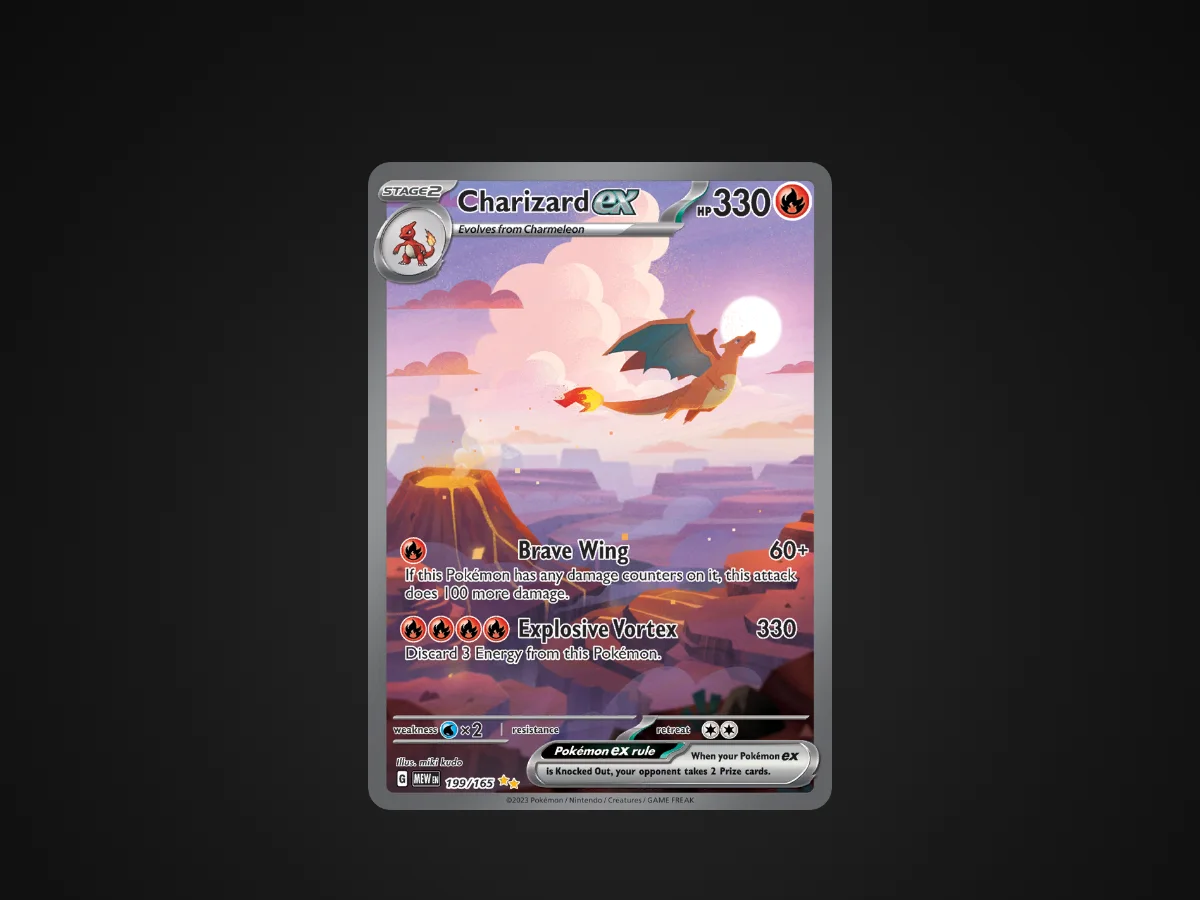 STAGE2
Charizard ex
HP 330
Evolves from Charmeleon
Brave Wing 60+
If this Pokémon has any damage counters on it, this attack
does 100 more damage.
Explosive Vortex 330
Discard 3 Energy from this Pokémon.
weakness ×2 resistance retreat
Pokémon ex rule When your Pokémon ex
is Knocked Out, your opponent takes 2 Prize cards.
Illus. miki kudo
G MEW EN 199/165
©2023 Pokémon / Nintendo / Creatures / GAME FREAK